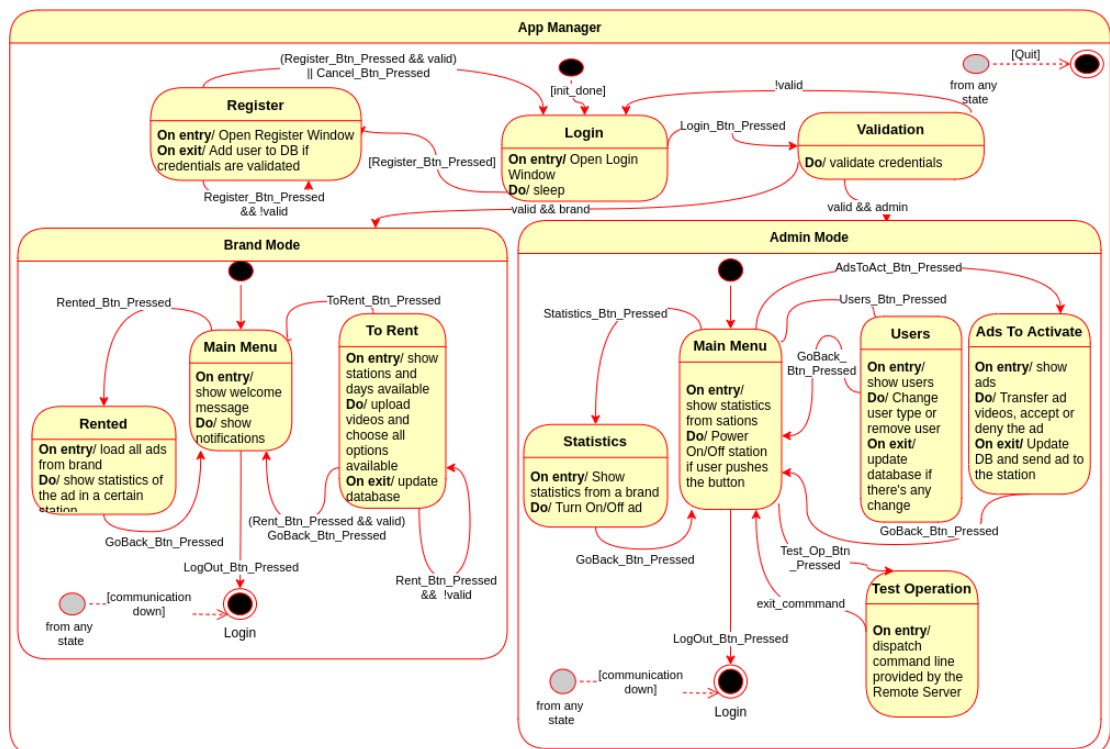 App Manager
(Register_Btn_Pressed && valid)
|| Cancel_Btn_Pressed
[init_done]
[Quit]
from any
state
!valid
Register
On entry/ Open Register Window
On exit/ Add user to DB if
credentials are validated
[Register_Btn_Pressed]
Register_Btn_Pressed
&& !valid
Login
On entry/ Open Login
Window
Do/ sleep
Login_Btn_Pressed
Validation
Do/ validate credentials
valid && brand
valid && admin
Brand Mode
Rented_Btn_Pressed
ToRent_Btn_Pressed
Main Menu
On entry/
show welcome
message
Do/ show
notifications
To Rent
On entry/ show
stations and
days available
Do/ upload
videos and
choose all
options
available
On exit/ update
database
Rented
On entry/ load all ads
from brand
Do/ show statistics of
the ad in a certain
station
GoBack_Btn_Pressed
(Rent_Btn_Pressed && valid)
GoBack_Btn_Pressed
LogOut_Btn_Pressed
Rent_Btn_Pressed
&& !valid
[communication
down]
from any
state
Login
Admin Mode
AdsToAct_Btn_Pressed
Users_Btn_Pressed
Statistics_Btn_Pressed
GoBack_
Btn_Pressed
Main Menu
On entry/
show statistics
from sations
Do/ Power
On/Off station
if user pushes
the button
Users
On entry/
show users
Do/ Change
user type or
remove user
On exit/
update
database if
there's any
change
Ads To Activate
On entry/ show
ads
Do/ Transfer ad
videos, accept or
deny the ad
On exit/ Update
DB and send ad to
the station
Statistics
On entry/ Show
statistics from a brand
Do/ Turn On/Off ad
GoBack_Btn_Pressed
GoBack_Btn_Pressed
Test_Op_Btn
_Pressed
exit_commmand
Test Operation
On entry/
dispatch
command line
provided by the
Remote Server
LogOut_Btn_Pressed
[communication
down]
from any
state
Login